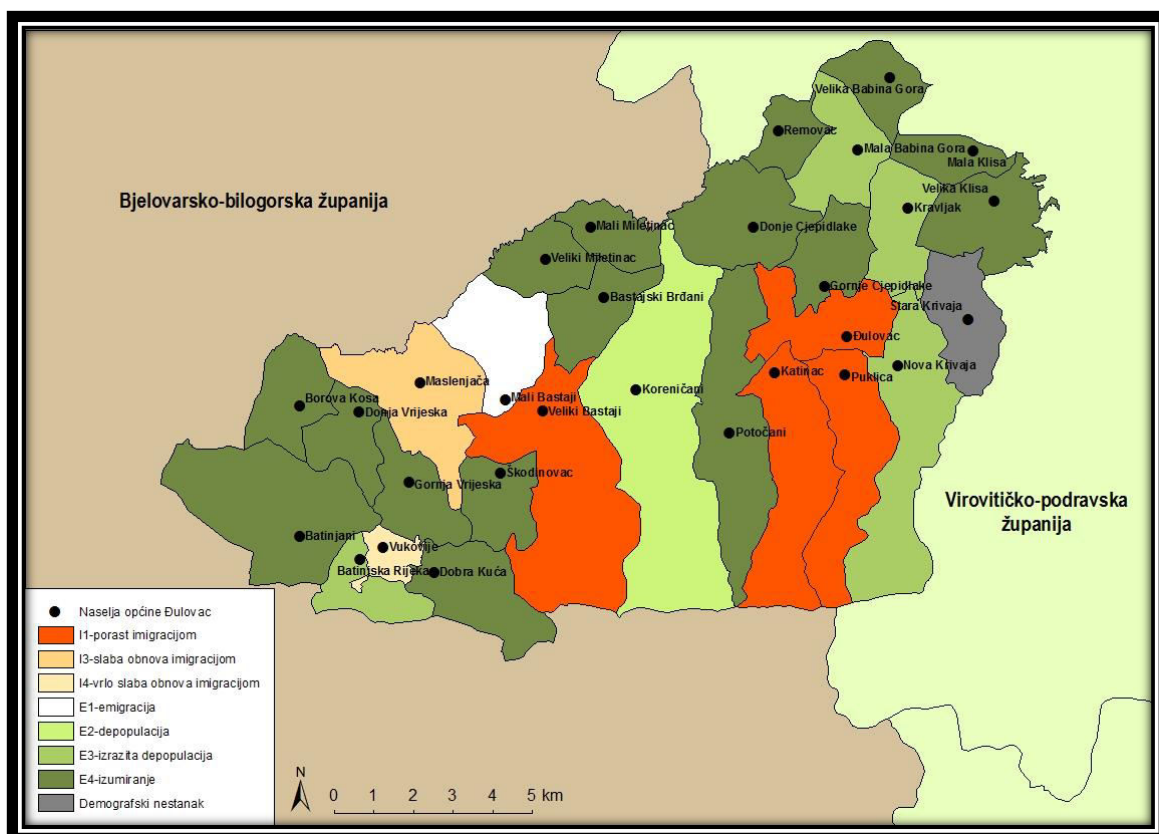 Velika Babina Gora
Removac
Mala Babina Gora
Mala Klisa
Velika Klisa
Bjelovarsko-bilogorska županija
Kravljak
Mali Miletinac
Donje Cjepidlake
Veliki Miletinac
Bastajski Brđani
Gornje Cjepidlake
Stara Krivaja
Đulovac
Maslenjača
Katinac
Puklica
Nova Krivaja
Koreničani
Mali Bastaji
Borova Kosa
Donja Vrijeska
Veliki Bastaji
Potočani
Škodinovac
Gornja Vrijeska
Virovitičko-podravska
županija
Batinjani
Vukovije
Batinjska Rijeka
Dobra Kuća
Naselja općine Đulovac
I1-porast imigracijom
I3-slaba obnova imigracijom
I4-vrlo slaba obnova imigracijom
E1-emigracija
E2-depopulacija
E3-izrazita depopulacija
E4-izumiranje
Demografski nestanak
N
0 1 2 3 4 5 km